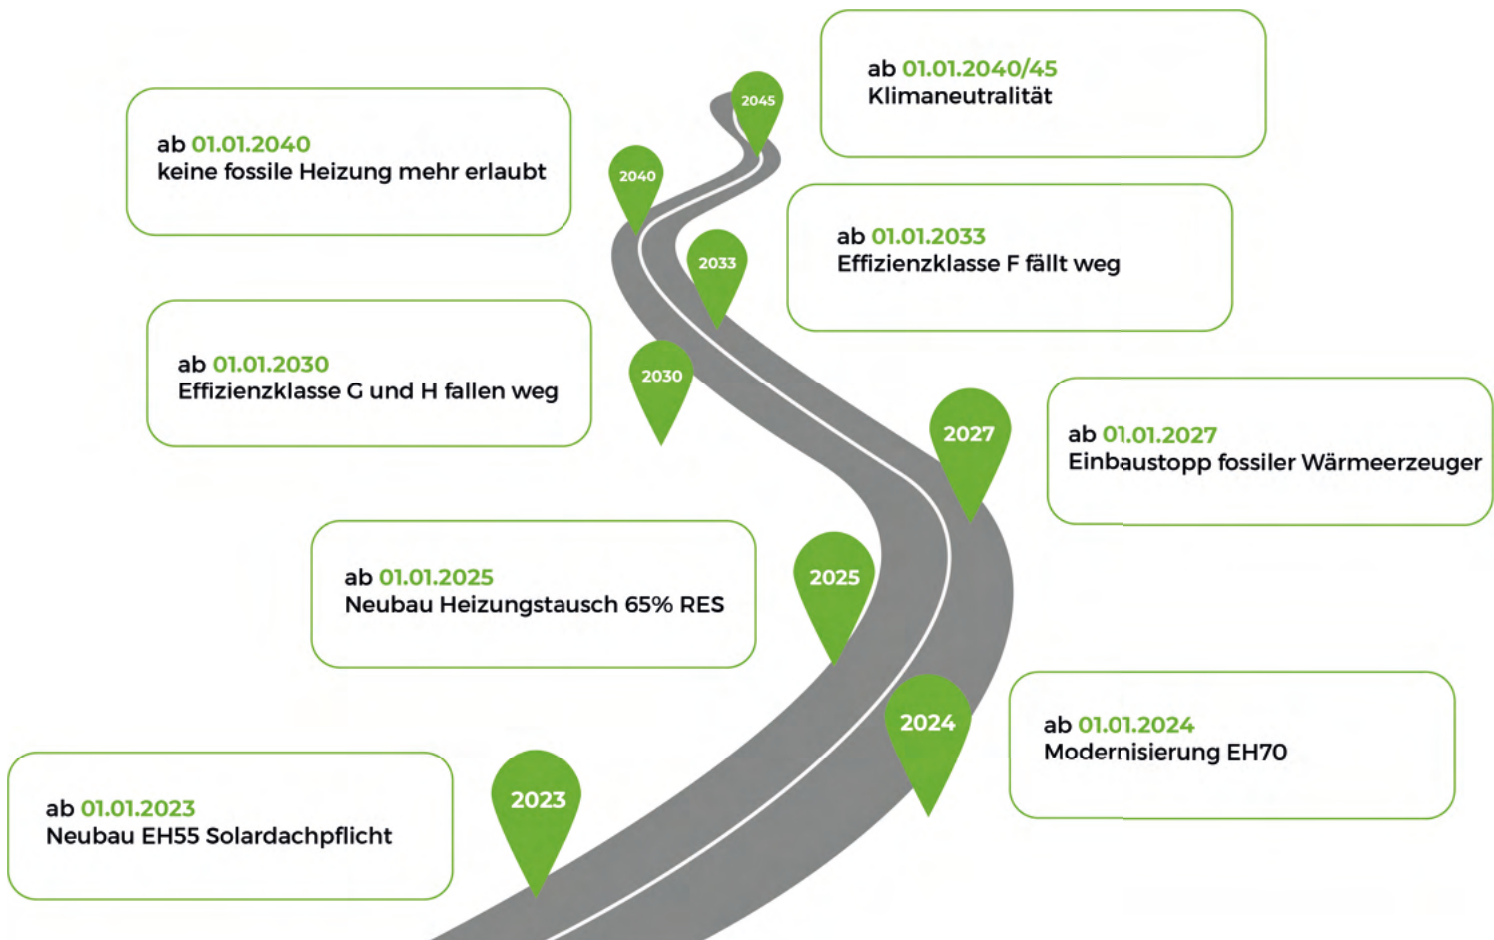 ab 01.01.2040/45
Klimaneutralität
2045
ab 01.01.2040
keine fossile Heizung mehr erlaubt
2040
ab 01.01.2033
Effizienzklasse F fällt weg
2033
ab 01.01.2030
Effizienzklasse G und H fallen weg
2030
ab 01.01.2027
Einbaustopp fossiler Wärmeerzeuger
2027
ab 01.01.2025
Neubau Heizungstausch 65% RES
2025
ab 01.01.2024
Modernisierung EH70
2024
ab 01.01.2023
Neubau EH55 Solardachpflicht
2023